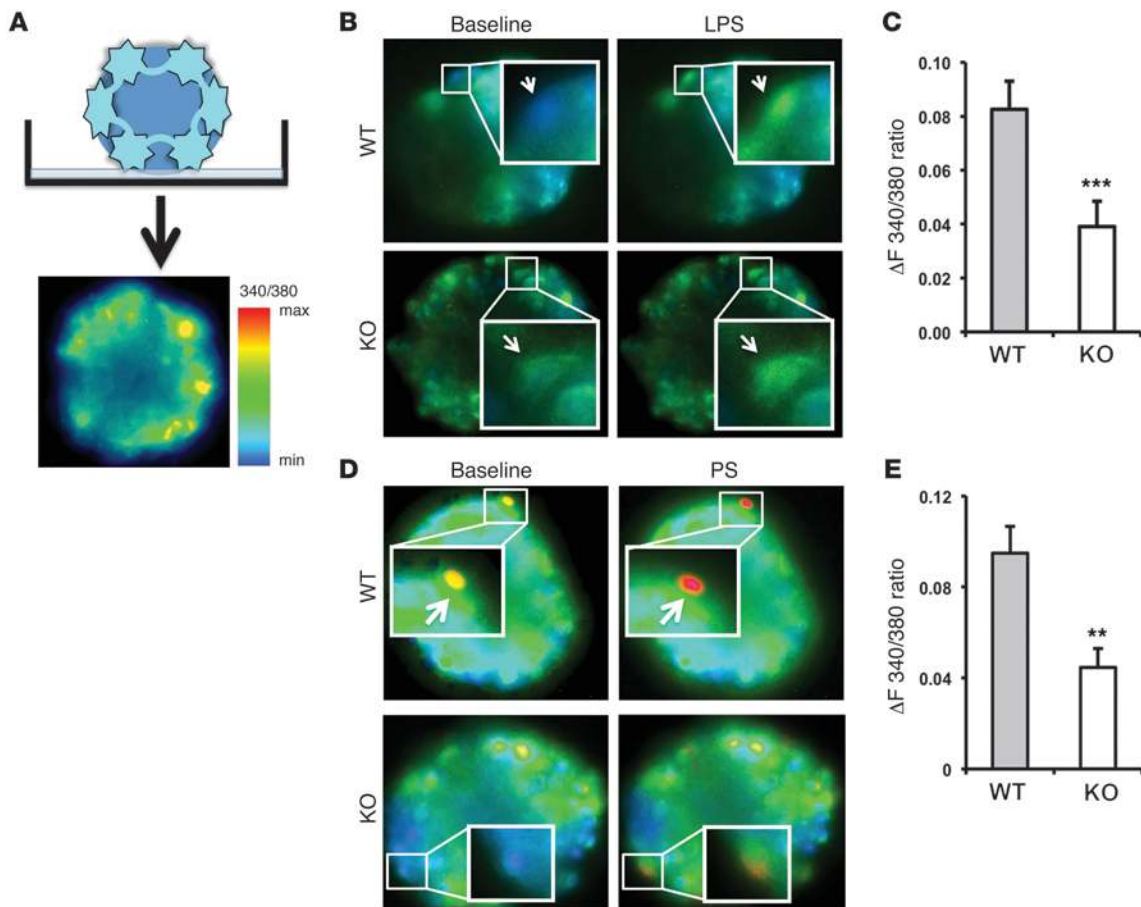 A
340/380
max
min
B
Baseline LPS
WT
KO
C
ΔF 340/380 ratio
0.10
0.08
0.06
0.04
0.02
0.00
***
WT KO
D
Baseline PS
WT
KO
E
ΔF 340/380 ratio
0.12
0.08
0.04
0
**
WT KO